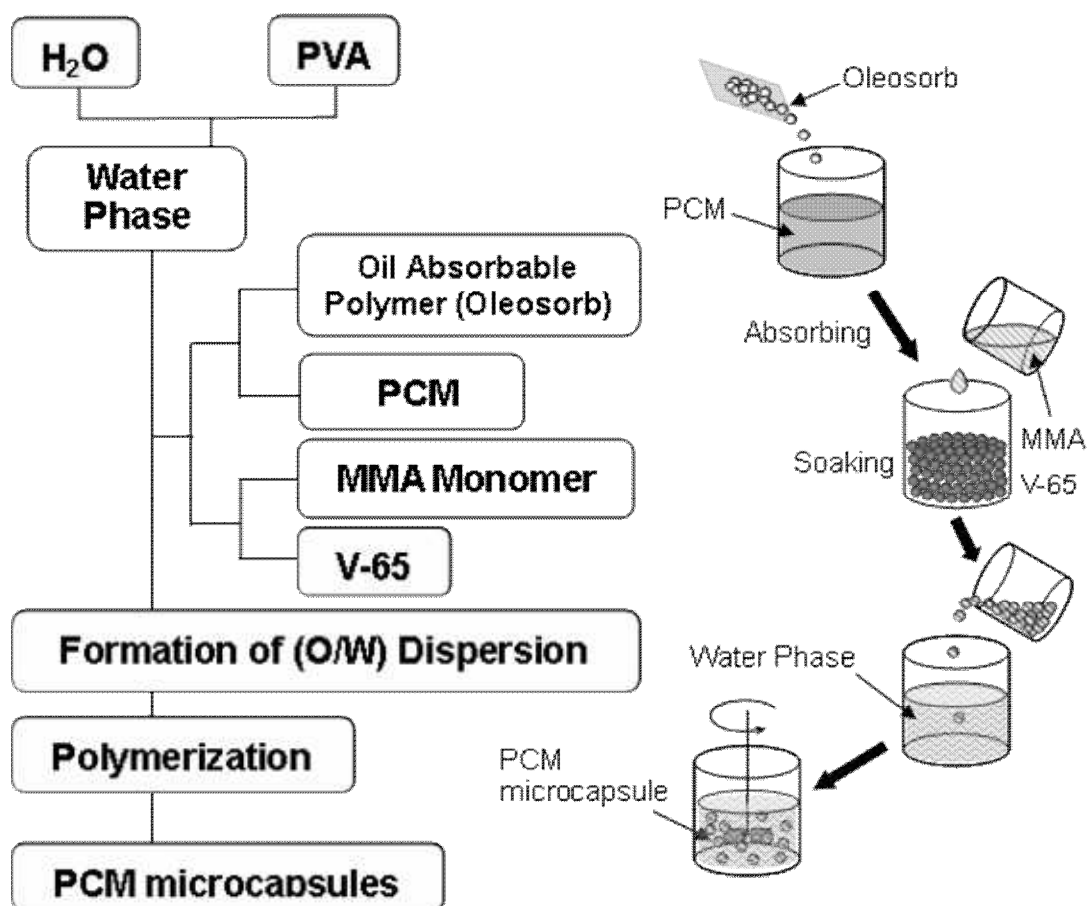 H₂O
PVA
Water
Phase
Oil Absorbable
Polymer (Oleosorb)
PCM
MMA Monomer
V-65
Formation of (O/W) Dispersion
Polymerization
PCM microcapsules
Oleosorb
PCM
Absorbing
MMA
V-65
Soaking
Water Phase
PCM
microcapsule